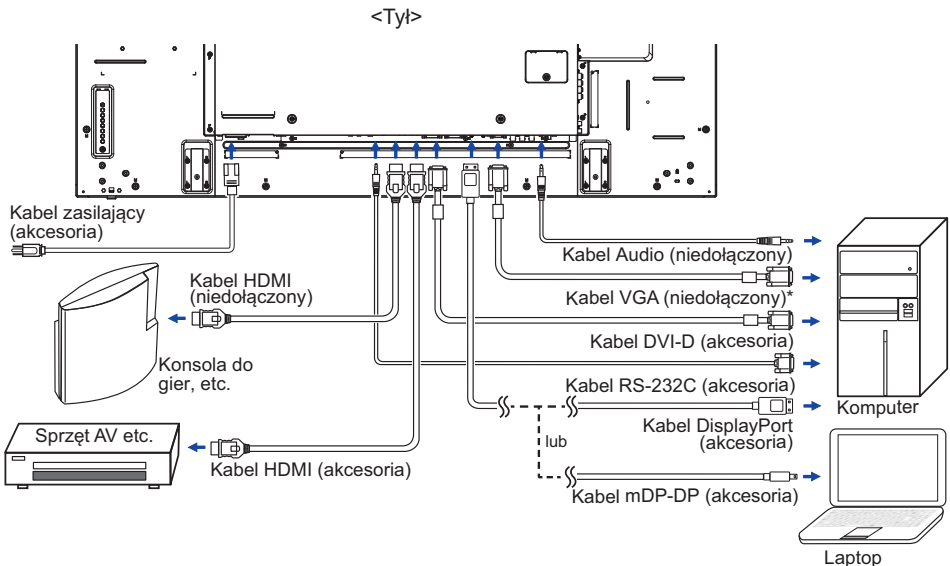 <Tył>
Kabel zasilający
(akcesoria)
Kabel HDMI
(niedołączony)
Konsola do
gier, etc.
Sprzęt AV etc.
Kabel HDMI (akcesoria)
Kabel Audio (niedołączony)
Kabel VGA (niedołączony)*
Kabel DVI-D (akcesoria)
Kabel RS-232C (akcesoria)
Kabel DisplayPort
(akcesoria)
lub
Kabel mDP-DP (akcesoria)
Komputer
Laptop